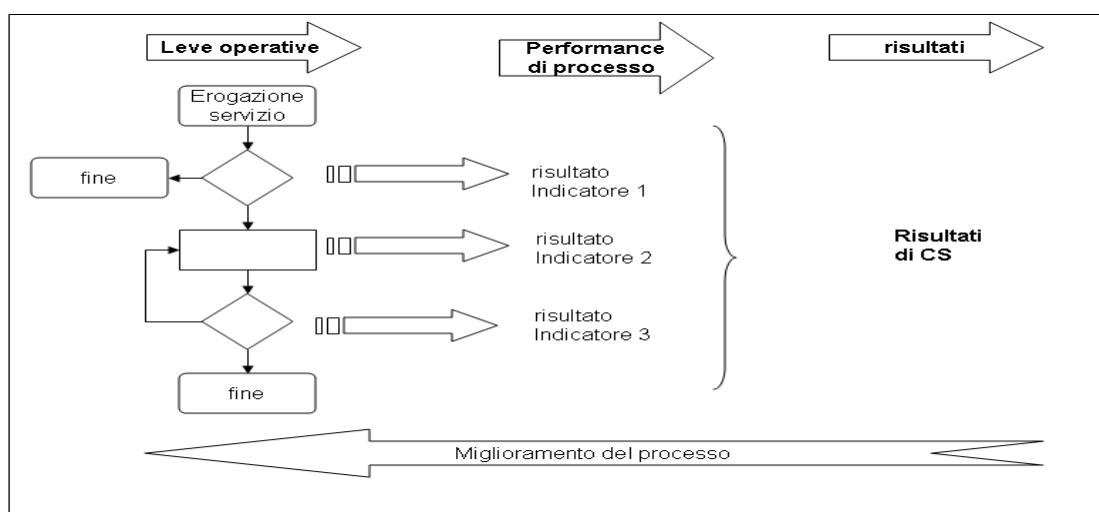 Leve operative
Performance
di processo
risultati
Erogazione
servizio
fine
risultato
Indicatore 1
risultato
Indicatore 2
Risultati
di CS
risultato
Indicatore 3
fine
Miglioramento del processo